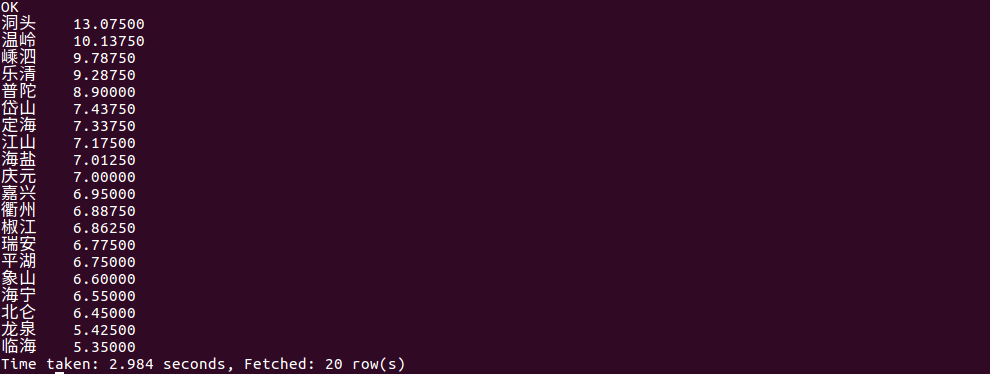 OK
洞头 13.07500
温岭 10.13750
嵊泗 9.78750
乐清 9.28750
普陀 8.90000
岱山 7.43750
定海 7.33750
江山 7.17500
海盐 7.01250
庆元 7.00000
嘉兴 6.95000
衢州 6.88750
椒江 6.86250
瑞安 6.77500
平湖 6.75000
象山 6.60000
海宁 6.55000
北仑 6.45000
龙泉 5.42500
临海 5.35000
Time taken: 2.984 seconds, Fetched: 20 row(s)